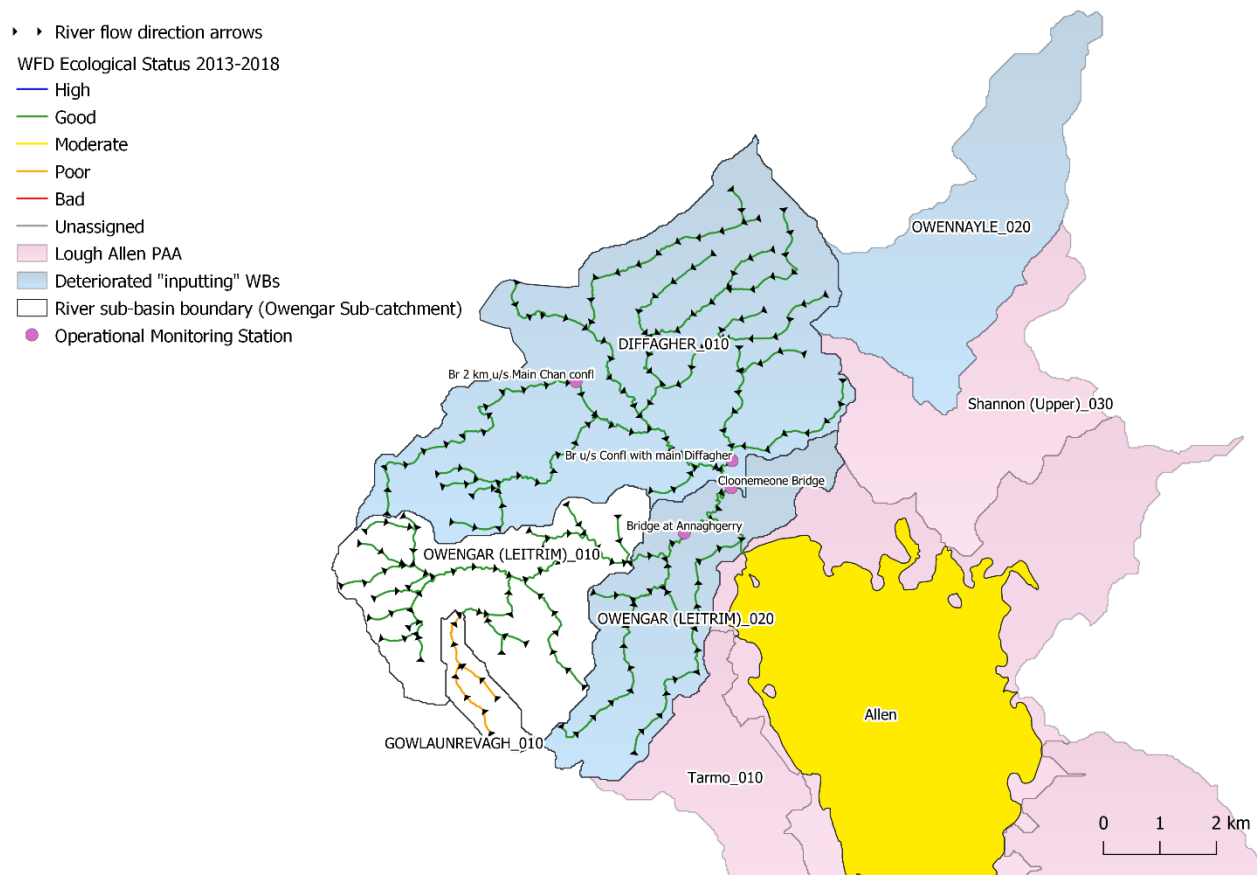 River flow direction arrows
WFD Ecological Status 2013-2018
High
Good
Moderate
Poor
Bad
Unassigned
Lough Allen PAA
Deteriorated "inputting" WBs
River sub-basin boundary (Owengar Sub-catchment)
Operational Monitoring Station
OWENNAYLE_020
DIFFAGHER_010
Br 2 km u/s Main Chan confl
Shannon (Upper)_030
Br u/s Confl with main Diffagher
Cloonemeone Bridge
Bridge at Annaghgerry
OWENGAR (LEITRIM)_010
OWENGAR (LEITRIM)_020
Allen
GOWLAUNREVAGH_010
Tarmo_010
0 1 2 km